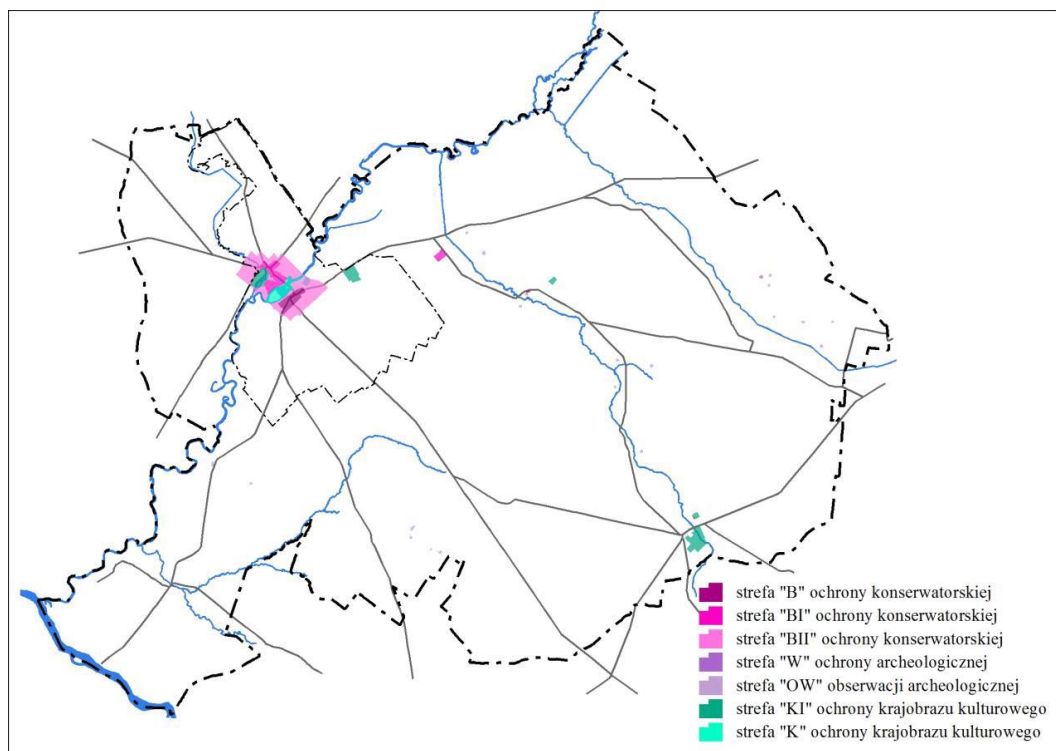 strefa "B" ochrony konserwatorskiej
strefa "BI" ochrony konserwatorskiej
strefa "BII" ochrony konserwatorskiej
strefa "W" ochrony archeologicznej
strefa "OW" obserwacji archeologicznej
strefa "KI" ochrony krajobrazu kulturowego
strefa "K" ochrony krajobrazu kulturowego